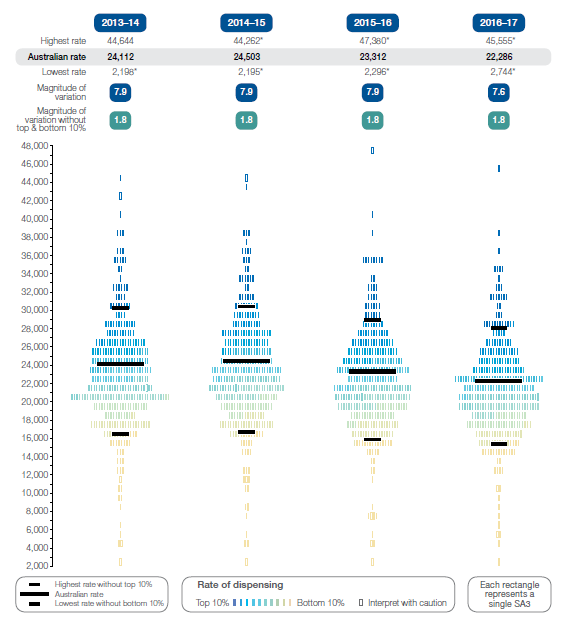 2013–14 2014–15 2015–16 2016–17
Highest rate 44,644 44,262* 47,380* 45,555*
Australian rate 24,112 24,503 23,312 22,286
Lowest rate 2,198* 2,195* 2,296* 2,744*
Magnitude of
variation
7.9 7.9 7.9 7.6
Magnitude of
variation without
top & bottom 10%
1.8 1.8 1.8 1.8
48,000
46,000
44,000
42,000
40,000
38,000
36,000
34,000
32,000
30,000
28,000
26,000
24,000
22,000
20,000
18,000
16,000
14,000
12,000
10,000
8,000
6,000
4,000
2,000
Highest rate without top 10%
Australian rate
Lowest rate without bottom 10%
Rate of dispensing
Top 10% Bottom 10% Interpret with caution
Each rectangle
represents a
single SA3